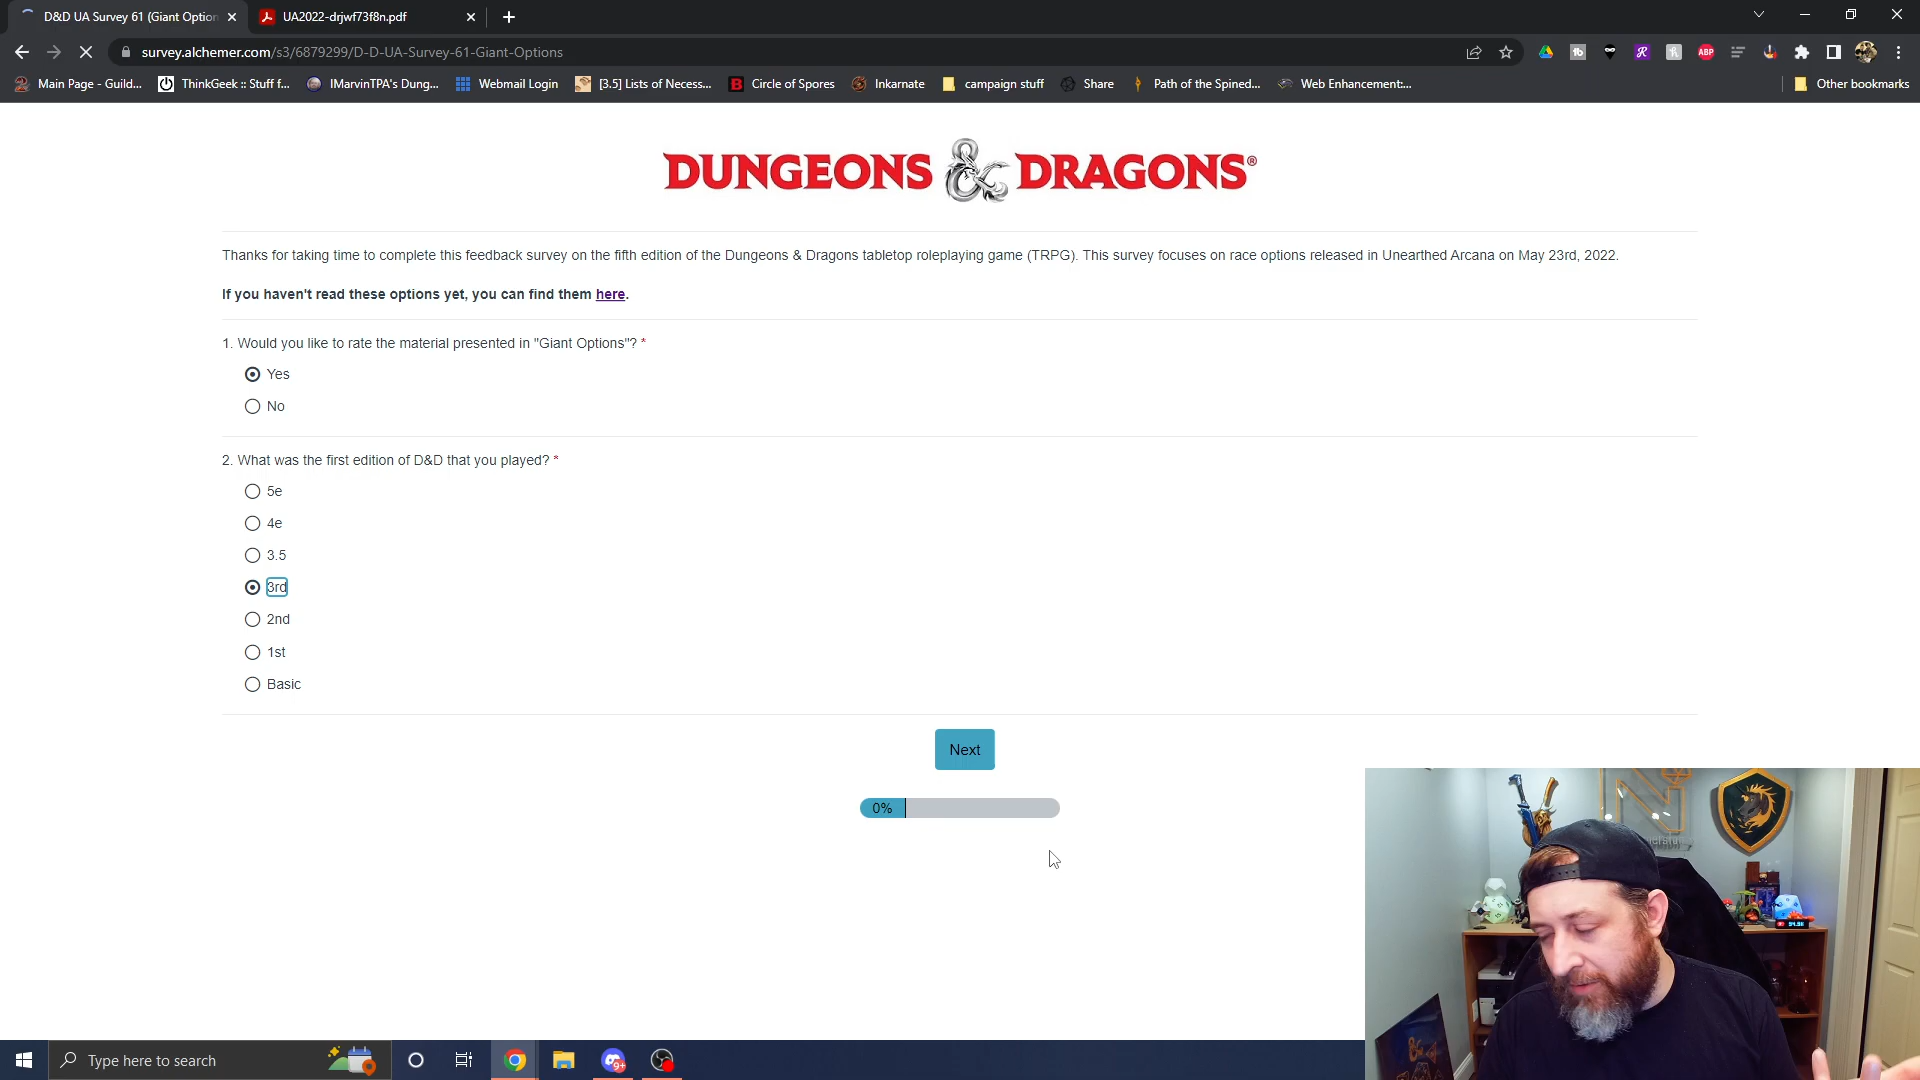 D&D UA Survey 61 (Giant Option
UA2022-drjwf73f8n.pdf
survey.alchemer.com/s3/6879299/D-D-UA-Survey-61-Giant-Options
ABP
Main Page - Guild...
ThinkGeek :: Stuff f...
IMarvinTPA's Dung...
Webmail Login
[3.5] Lists of Necess...
Circle of Spores
Inkarnate
campaign stuff
Share
Path of the Spined...
Web Enhancement:...
Other bookmarks
DUNGEONS & DRAGONS®
Thanks for taking time to complete this feedback survey on the fifth edition of the Dungeons & Dragons tabletop roleplaying game (TRPG). This survey focuses on race options released in Unearthed Arcana on May 23rd, 2022.
If you haven't read these options yet, you can find them here.
1. Would you like to rate the material presented in "Giant Options"? *
Yes
No
2. What was the first edition of D&D that you played? *
5e
4e
3.5
3rd
2nd
1st
Basic
Next
0%
Type here to search
9+